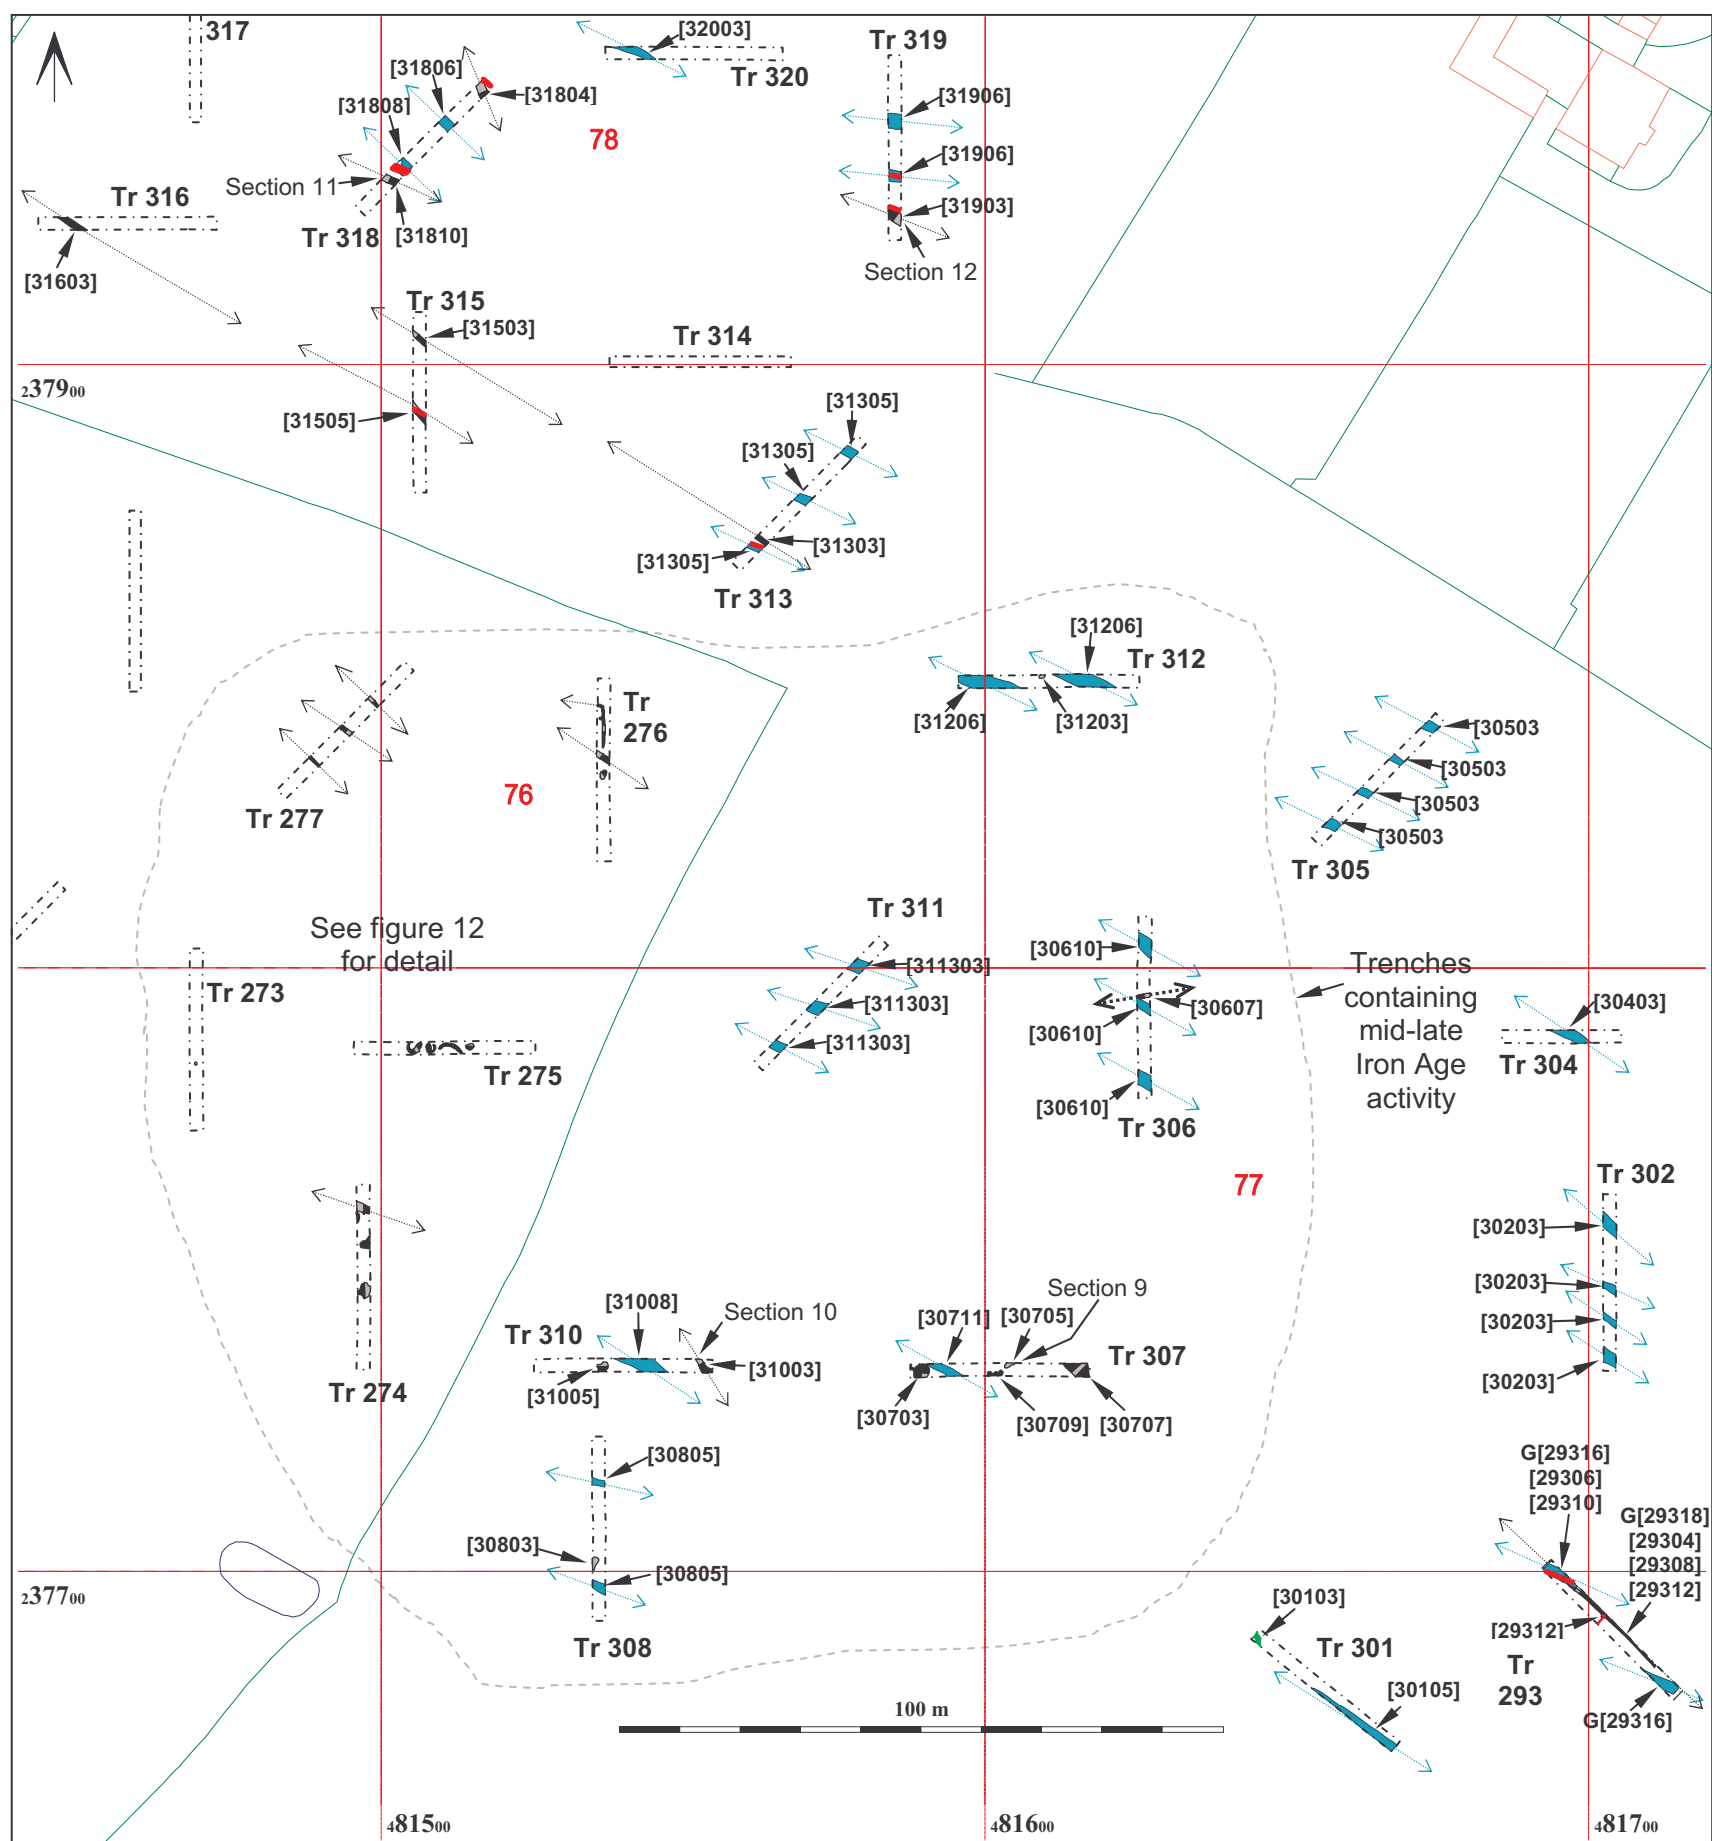 317
[32003]
Tr 320
Tr 319
[31806]
[31804]
[31808]
78
[31906]
[31906]
[31903]
Section 11
Tr 316
Tr 318
[31810]
Section 12
[31603]
Tr 315
[31503]
Tr 314
237900
[31505]
[31305]
[31305]
[31303]
[31305]
Tr 313
[31206]
Tr 312
Tr
276
[31206]
[31203]
[30503
[30503
[30503
[30503
76
Tr 277
Tr 305
Tr 311
See figure 12
for detail
[30610]
[311303]
Trenches
containing
mid-late
Iron Age
activity
Tr 273
[311303]
[30607]
[30403]
[30610]
[311303]
Tr 304
Tr 275
[30610]
Tr 306
77
Tr 302
[30203]
[30203]
[30203]
[30203]
[31008]
Section 10
Section 9
[30711]
[30705]
Tr 310
Tr 307
[31003]
[31005]
Tr 274
[30703]
[30709]
[30707]
[30805]
G[29316]
[29306]
[29310]
G[29318]
[29304]
[29308]
[29312]
[30803]
[30805]
237700
[30103]
[29312]
Tr 308
Tr 301
Tr
293
[30105]
G[29316]
100 m
481500
481600
481700